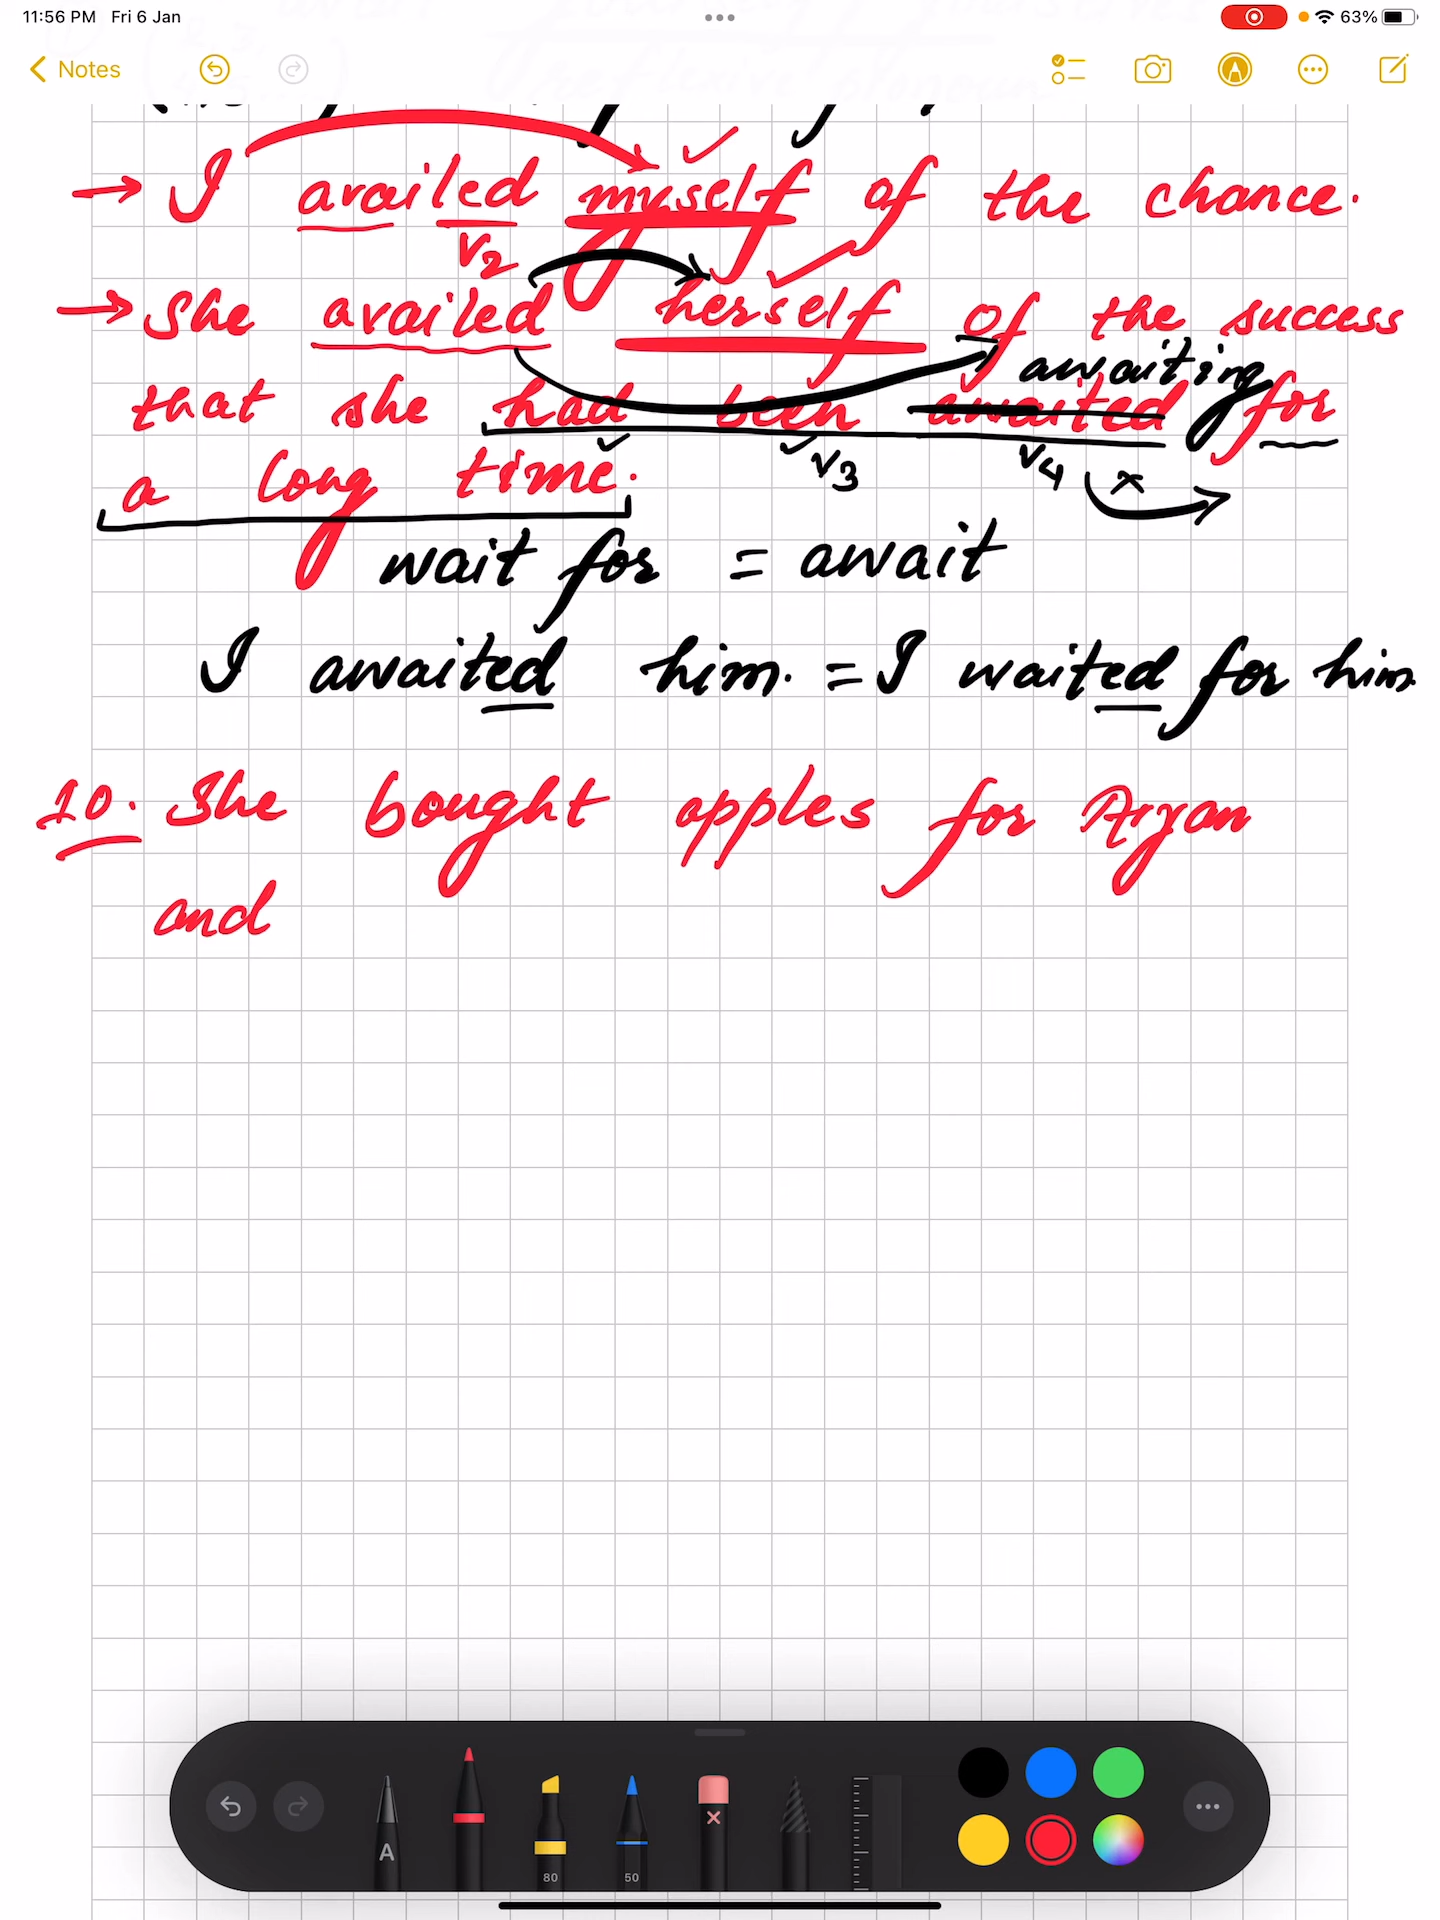 11:56 PM Fri 6 Jan 63%
Notes
→ I availed myself of the chance.
V2
→ She availed herself of the success
awaiting
that she had been awaited for
V3 V4 ×
a long time.
wait for = await
I awaited him. = I waited for him
10. She bought apples for Aryan
and
A 80 50